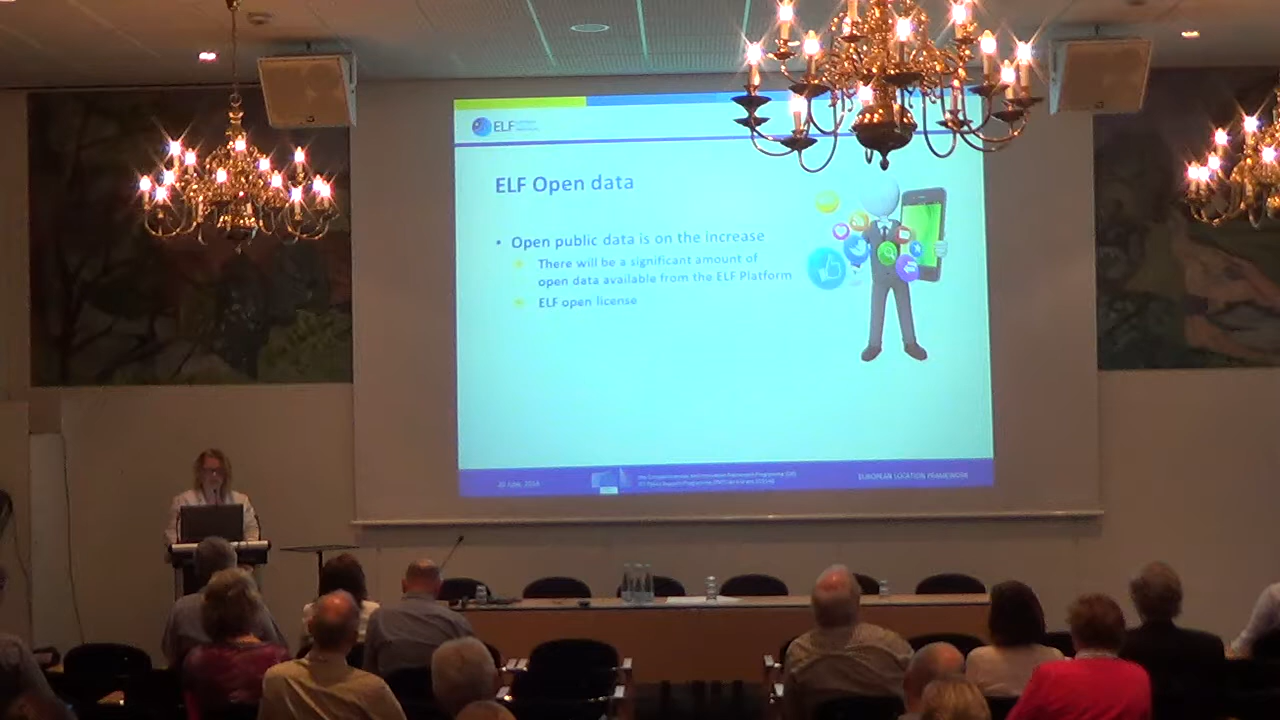 ELF
ELF Open data
• Open public data is on the increase
There will be a significant amount of
open data available from the ELF Platform
ELF open license
EUROPEAN LOCATION FRAMEWORK